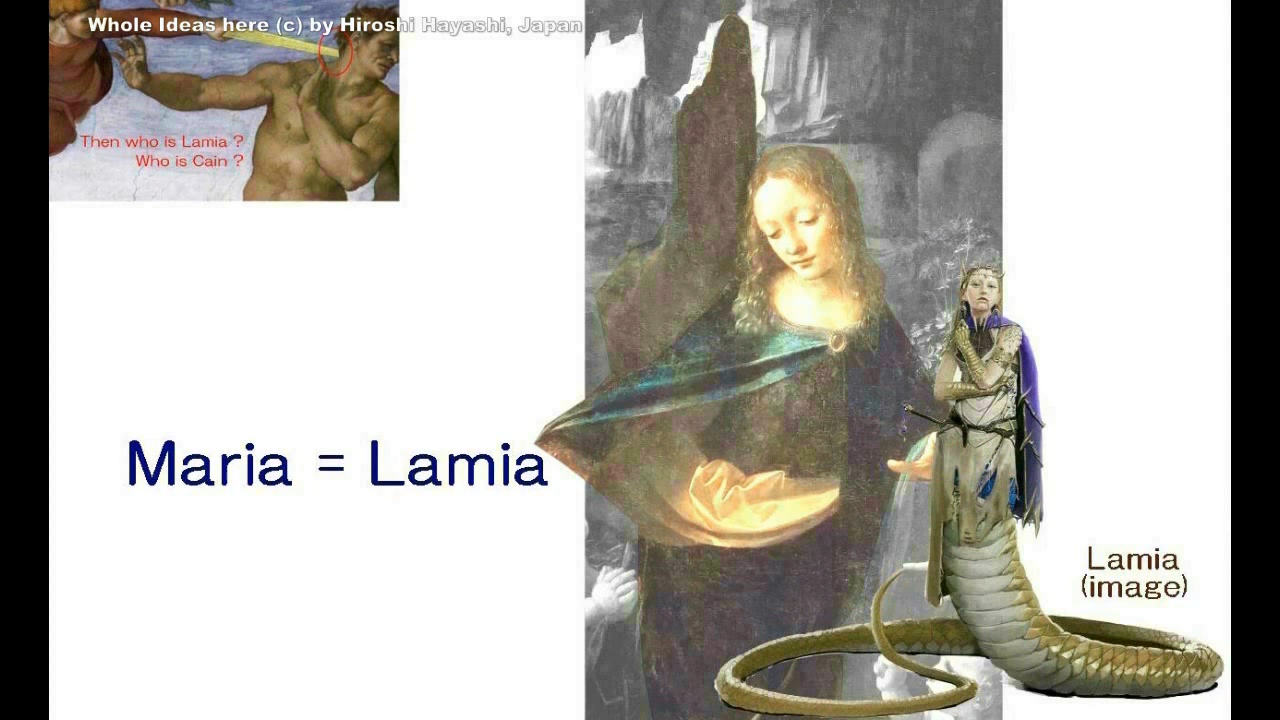 Whole Ideas here (c) by Hiroshi Hayashi, Japan
Then who is Lamia ?
Who is Cain ?
Maria = Lamia
Lamia
(image)